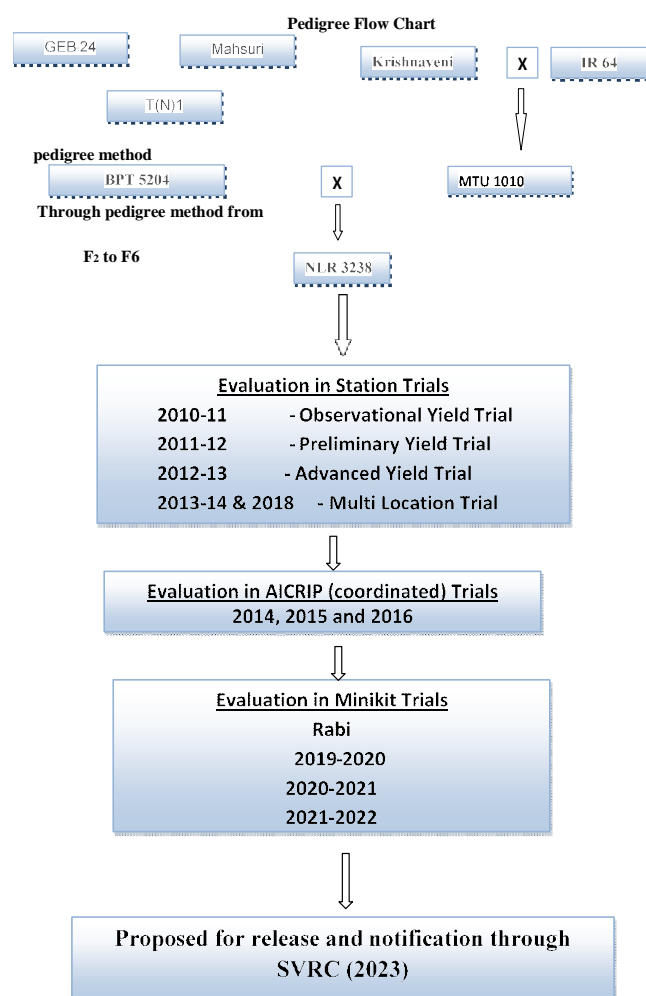 Pedigree Flow Chart
GEB 24
Mahsuri
Krishnaveni
X
IR 64
T(N)1
pedigree method
BPT 5204
X
MTU 1010
Through pedigree method from
F2 to F6
NLR 3238
Evaluation in Station Trials
2010-11 - Observational Yield Trial
2011-12 - Preliminary Yield Trial
2012-13 - Advanced Yield Trial
2013-14 & 2018 - Multi Location Trial
Evaluation in AICRIP (coordinated) Trials
2014, 2015 and 2016
Evaluation in Minikit Trials
Rabi
2019-2020
2020-2021
2021-2022
Proposed for release and notification through
SVRC (2023)